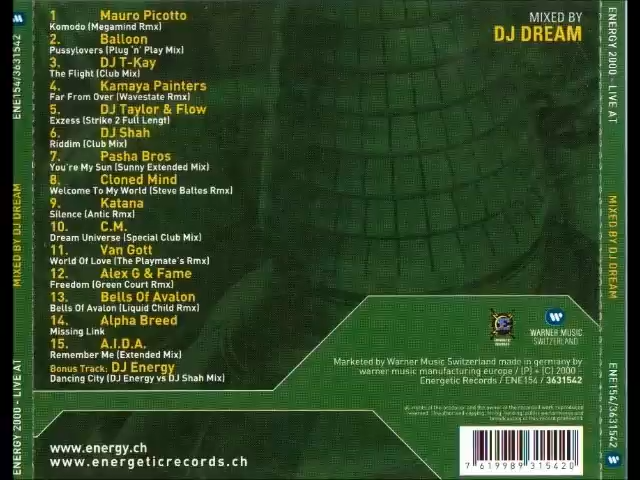 MIXED BY
DJ DREAM
1 Mauro Picotto
Komodo (Megamind Rmx)
2. Balloon
Pussylovers (Plug 'n' Play Mix)
3. DJ T-Kay
The Flight (Club Mix)
4. Kamaya Painters
Far From Over (Wavestate Rmx)
5. DJ Taylor & Flow
Exzess (Strike 2 Full Lengt)
6. DJ Shah
Riddim (Club Mix)
7. Pasha Bros
You're My Sun (Sunny Extended Mix)
8. Cloned Mind
Welcome To My World (Steve Baltes Rmx)
9. Katana
Silence (Antic Rmx)
10. C.M.
Dream Universe (Special Club Mix)
11. Van Gott
World Of Love (The Playmate's Rmx)
12. Alex G & Fame
Freedom (Green Court Rmx)
13. Bells Of Avalon
Bells Of Avalon (Liquid Child Rmx)
14. Alpha Breed
Missing Link
15. A.I.D.A.
Remember Me (Extended Mix)
Bonus Track: DJ Energy
Dancing City (DJ Energy vs DJ Shah Mix)
WARNER MUSIC
SWITZERLAND
Marketed by Warner Music Switzerland made in germany by
warner music manufacturing europe / (P) + (C) 2000 -
Energetic Records / ENE154 / 3631542
www.energy.ch
www.energeticrecords.ch
7 619989 315420
ENERGY 2000 - LIVE AT
MIXED BY DJ DREAM
ENE154/3631542
ENERGY 2000 - LIVE AT
MIXED BY DJ DREAM
ENE154/3631542